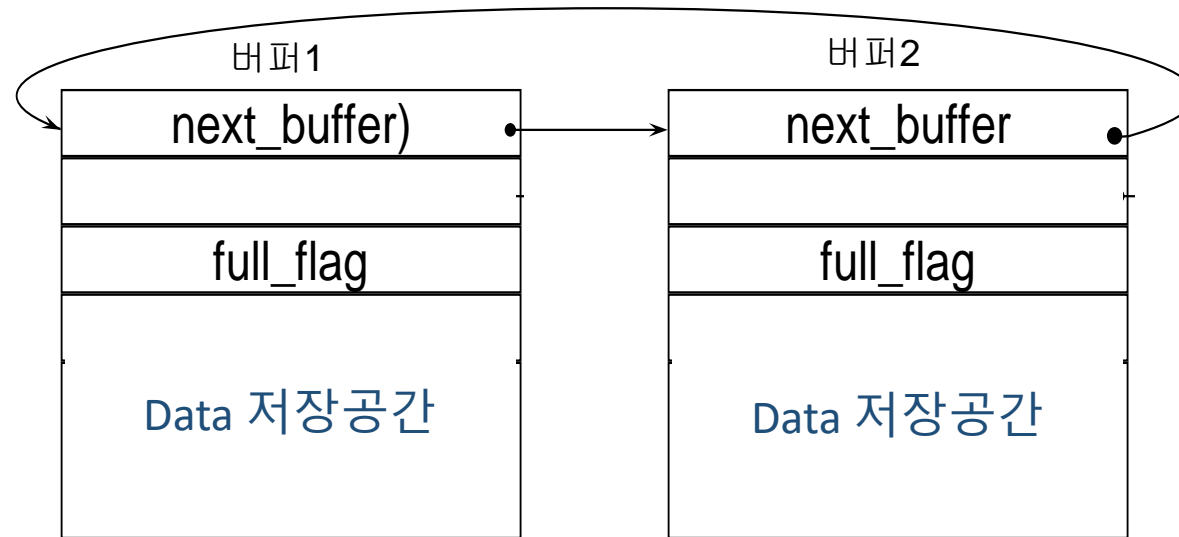 버퍼1
버퍼2
next_buffer)
next_buffer
full_flag
full_flag
Data 저장공간
Data 저장공간